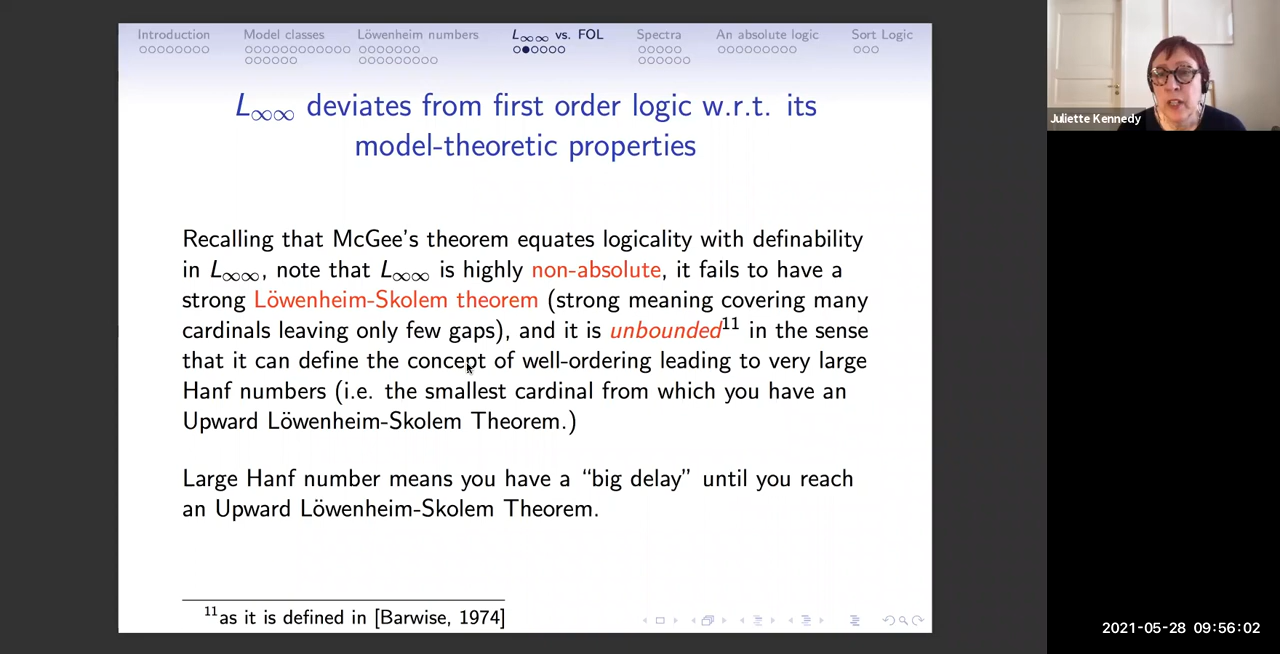 Introduction Model classes Löwenheim numbers L∞∞ vs. FOL Spectra An absolute logic Sort Logic
L∞∞ deviates from first order logic w.r.t. its
model-theoretic properties
Recalling that McGee's theorem equates logicality with definability
in L∞∞, note that L∞∞ is highly non-absolute, it fails to have a
strong Löwenheim-Skolem theorem (strong meaning covering many
cardinals leaving only few gaps), and it is unbounded¹¹ in the sense
that it can define the concept of well-ordering leading to very large
Hanf numbers (i.e. the smallest cardinal from which you have an
Upward Löwenheim-Skolem Theorem.)
Large Hanf number means you have a “big delay” until you reach
an Upward Löwenheim-Skolem Theorem.
¹¹as it is defined in [Barwise, 1974]
Juliette Kennedy
2021-05-28 09:56:02